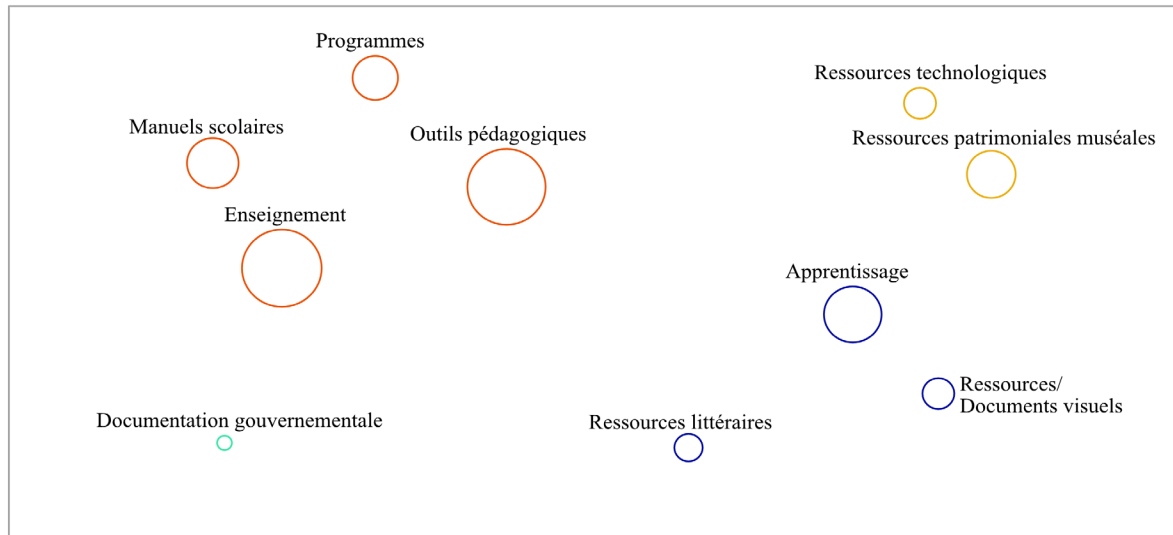 Programmes
Ressources technologiques
Manuels scolaires
Outils pédagogiques
Ressources patrimoniales muséales
Enseignement
Apprentissage
Ressources/
Documents visuels
Documentation gouvernementale
Ressources littéraires